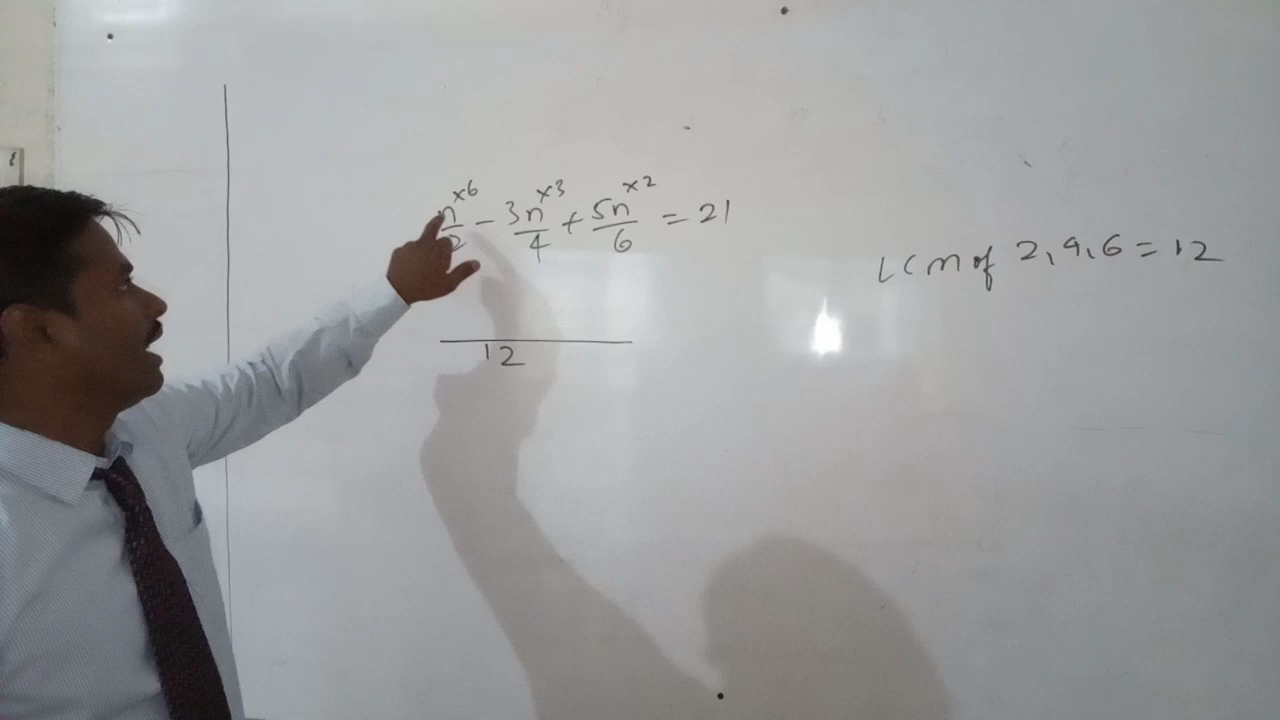 n/2 ×6 - 3n/4 ×3 + 5n/6 ×2 = 21
LCM of 2,4,6 = 12
12